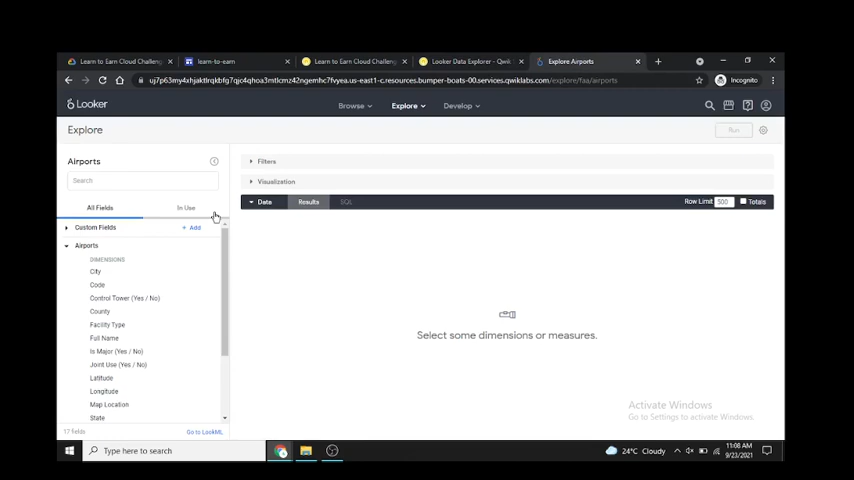 Learn to Earn Cloud Challeng
learn-to-earn
Learn to Earn Cloud Challeng
Looker Data Explorer - Qwik
Explore Airports
uj7p63my4xhjaktlrqkbfg7qjc4qhoa3mtkcmz42ngemhc7fvyea.us-east1-c.resources.bumper-boats-00.services.qwiklabs.com/explore/faa/airports
Incognito
Looker
Browse
Explore
Develop
Explore
Run
Airports
Search
All Fields
In Use
Custom Fields
+ Add
Airports
DIMENSIONS
City
Code
Control Tower (Yes / No)
County
Facility Type
Full Name
Is Major (Yes / No)
Joint Use (Yes / No)
Latitude
Longitude
Map Location
State
17 fields
Go to LookML
Filters
Visualization
Data
Results
SQL
Row Limit 500
Totals
Select some dimensions or measures.
Activate Windows
Go to Settings to activate Windows.
Type here to search
24°C Cloudy
11:08 AM
9/23/2021